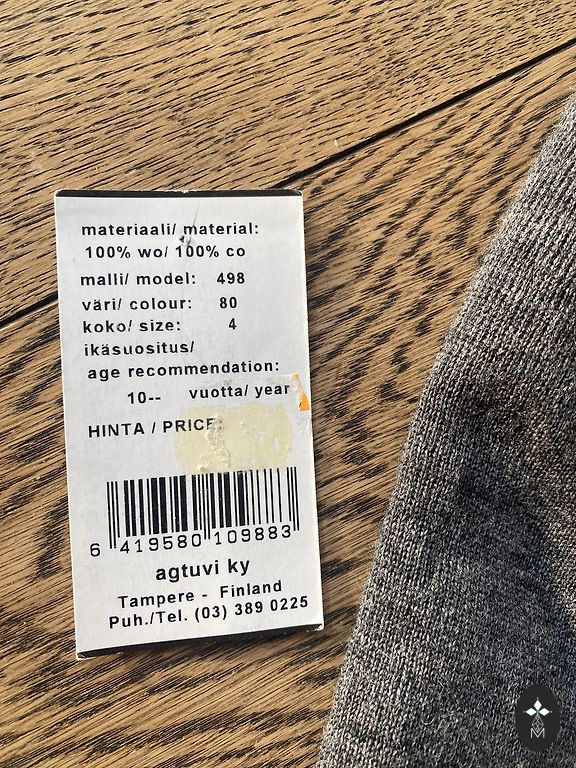 materiaali/ material:
100% wo/ 100% co
malli/ model: 498
väri/ colour: 80
koko/ size: 4
ikäsuositus/
age recommendation:
10-- vuotta/ year
HINTA / PRICE:
6 419580 109883
agtuvi ky
Tampere - Finland
Puh./Tel. (03) 389 0225
M